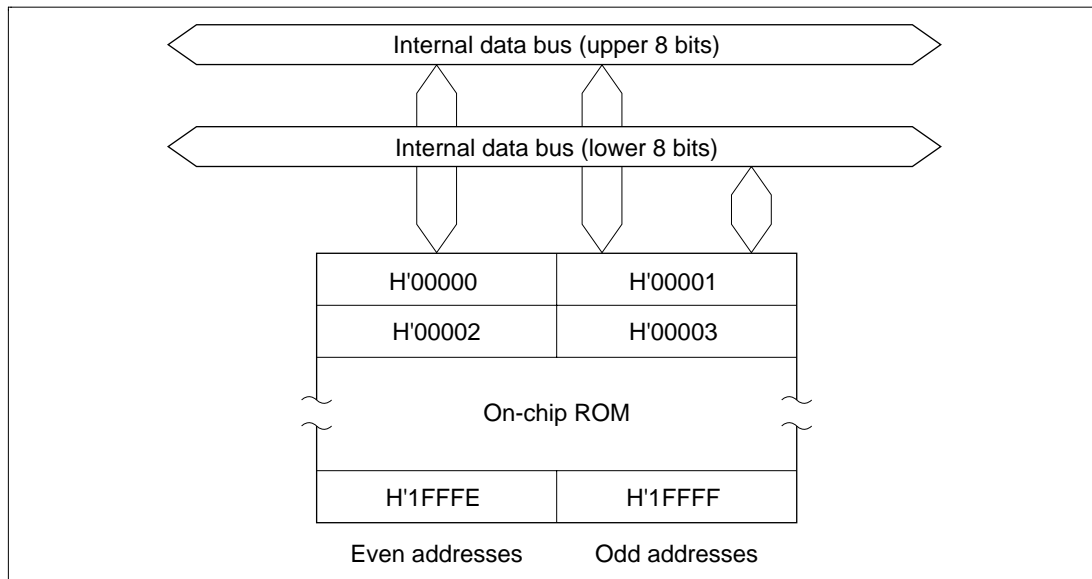 Internal data bus (upper 8 bits)
Internal data bus (lower 8 bits)
H'00000 H'00001
H'00002 H'00003
On-chip ROM
H'1FFFE H'1FFFF
Even addresses Odd addresses